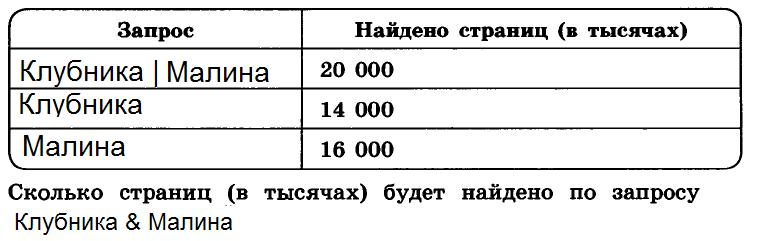 Запрос Найдено страниц (в тысячах)
Клубника | Малина 20 000
Клубника 14 000
Малина 16 000
Сколько страниц (в тысячах) будет найдено по запросу
Клубника & Малина